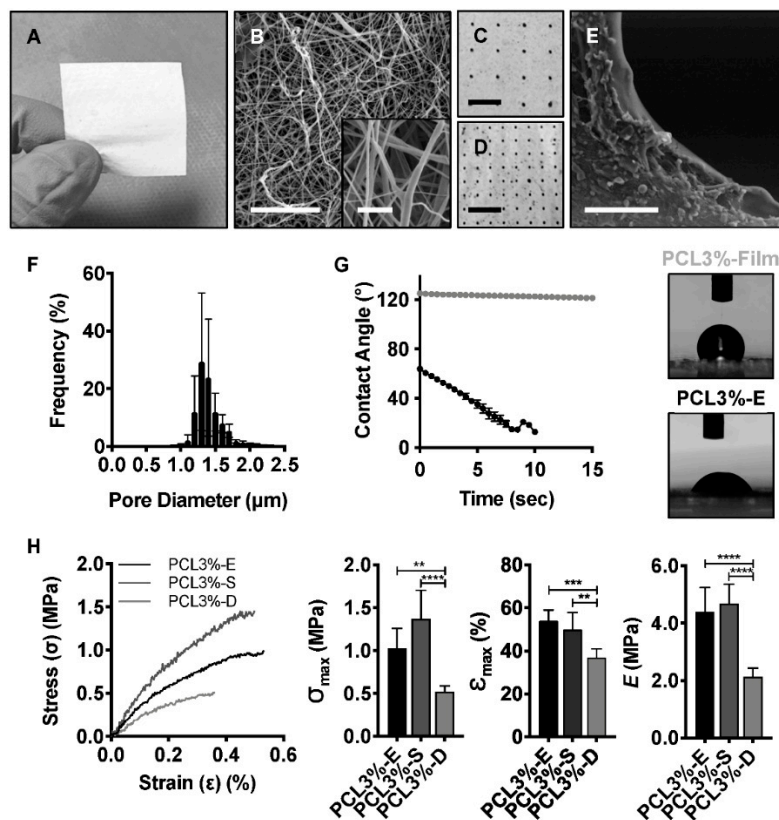 A
B
C
D
E
F
Frequency (%)
60
40
20
0
0.0 0.5 1.0 1.5 2.0 2.5
Pore Diameter (µm)
G
Contact Angle (°)
120
60
0
0 5 10 15
Time (sec)
PCL3%-Film
PCL3%-E
H
Stress (σ) (MPa)
2.0
1.5
1.0
0.5
0.0
0.0 0.2 0.4 0.6
Strain (ε) (%)
PCL3%-E
PCL3%-S
PCL3%-D
σmax (MPa)
2.0
1.5
1.0
0.5
0.0
**
****
PCL3%-E
PCL3%-S
PCL3%-D
εmax (%)
80
60
40
20
0
***
**
PCL3%-E
PCL3%-S
PCL3%-D
E (MPa)
6.0
4.0
2.0
0.0
****
****
PCL3%-E
PCL3%-S
PCL3%-D